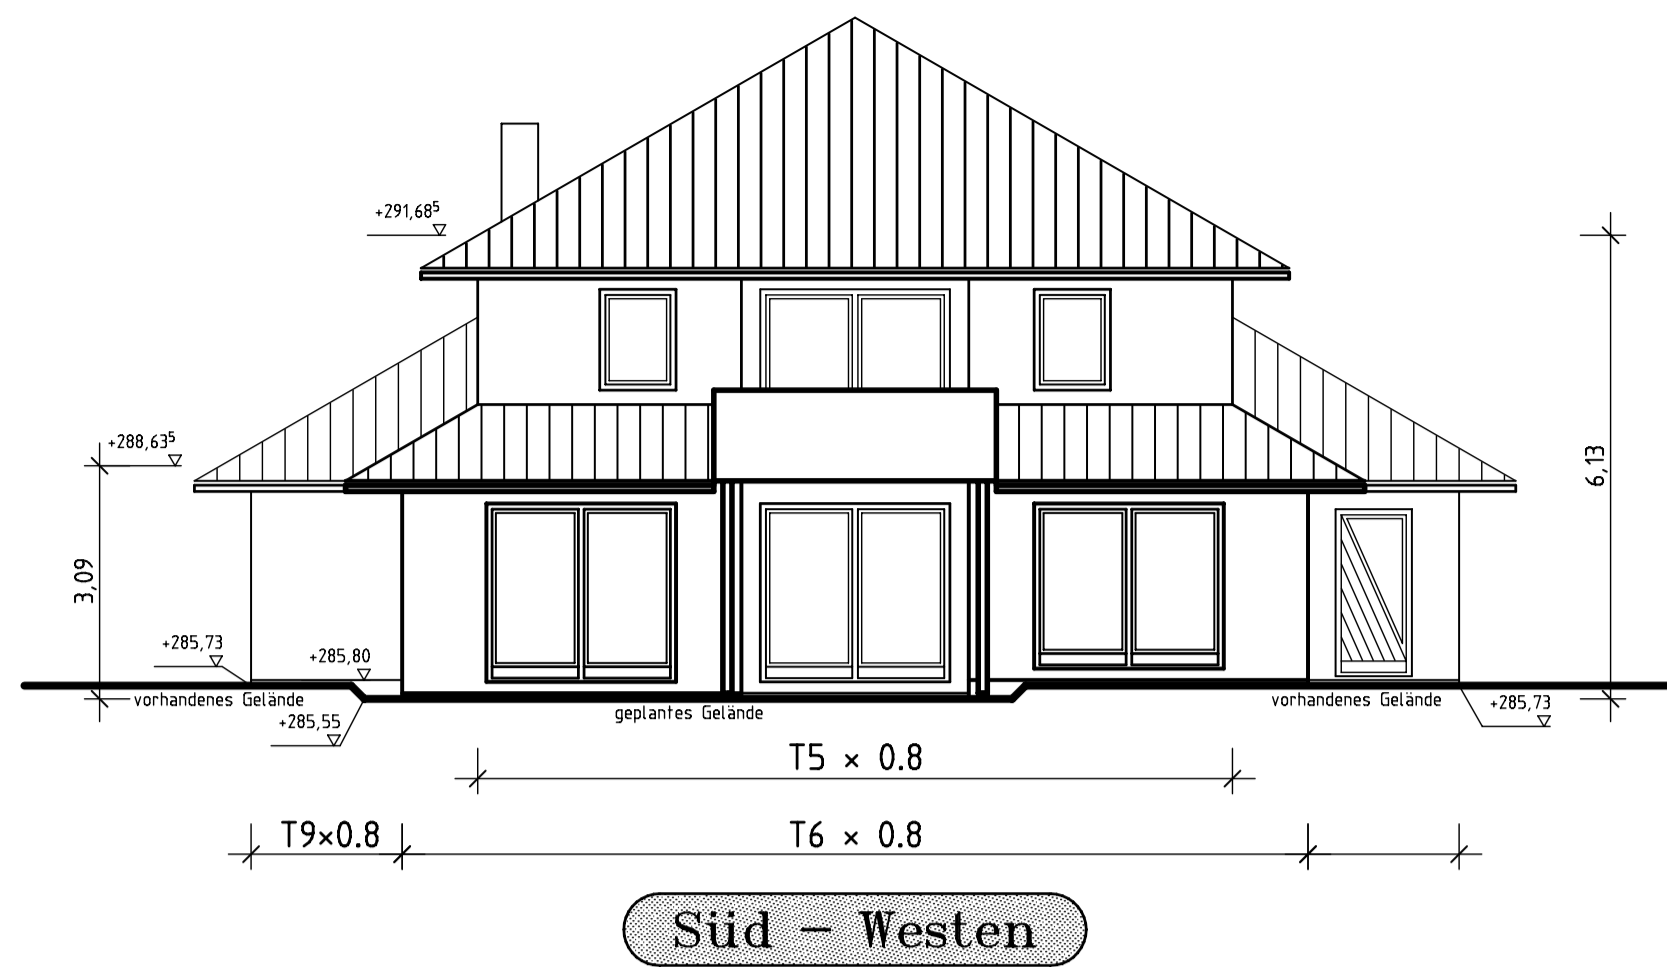 +291,68⁵
+288,63⁵
6,13
3,09
+285,73
+285,80
vorhandenes Gelände
geplantes Gelände
vorhandenes Gelände
+285,73
+285,55
T5 × 0.8
T9×0.8
T6 × 0.8
Süd - Westen